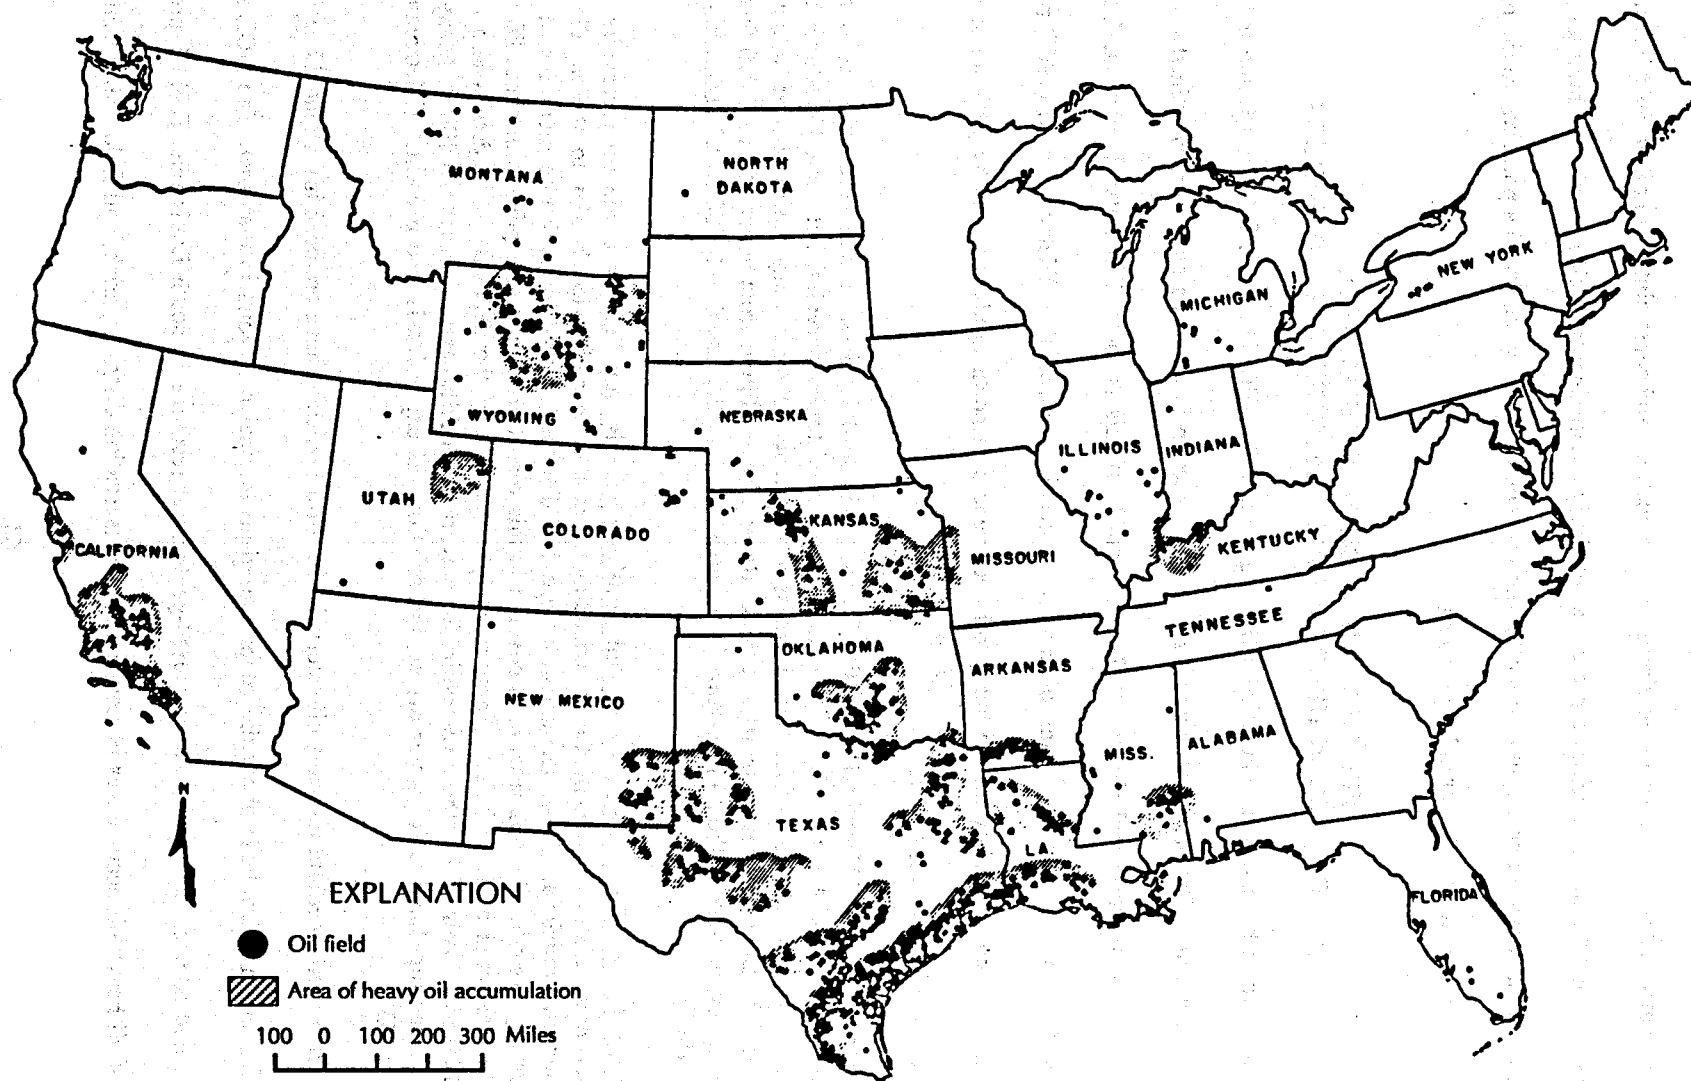 MONTANA
NORTH
DAKOTA
NEW YORK
MICHIGAN
WYOMING
NEBRASKA
ILLINOIS
INDIANA
UTAH
COLORADO
KANSAS
CALIFORNIA
MISSOURI
KENTUCKY
TENNESSEE
OKLAHOMA
ARKANSAS
NEW MEXICO
MISS.
ALABAMA
TEXAS
LA.
FLORIDA
N
EXPLANATION
Oil field
Area of heavy oil accumulation
100 0 100 200 300 Miles